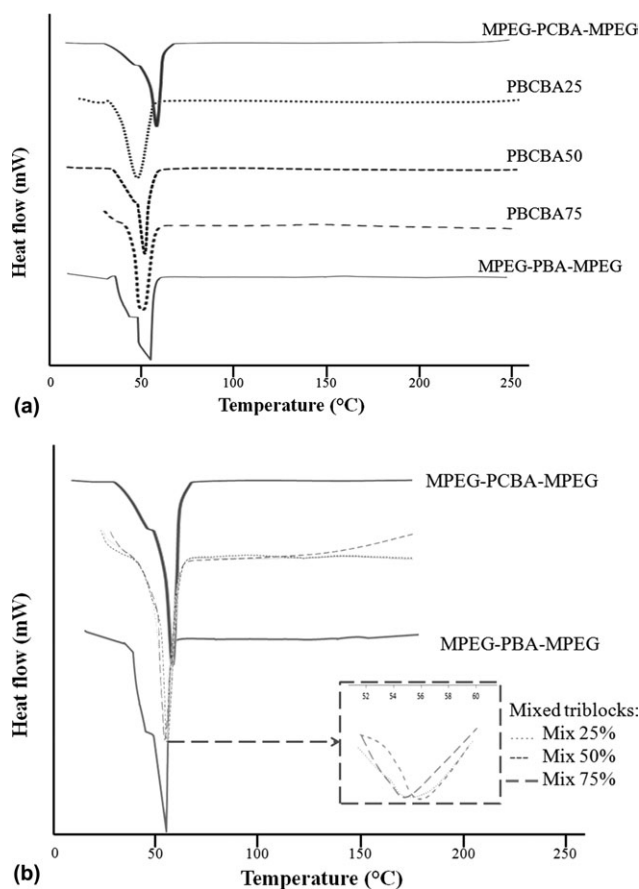 MPEG-PCBA-MPEG
PBCBA25
PBCBA50
PBCBA75
MPEG-PBA-MPEG
Heat flow (mW)
0 50 100 150 200 250
Temperature (°C)
(a)
MPEG-PCBA-MPEG
MPEG-PBA-MPEG
Heat flow (mW)
52 54 56 58 60
Mixed triblocks:
Mix 25%
Mix 50%
Mix 75%
0 50 100 150 200 250
Temperature (°C)
(b)